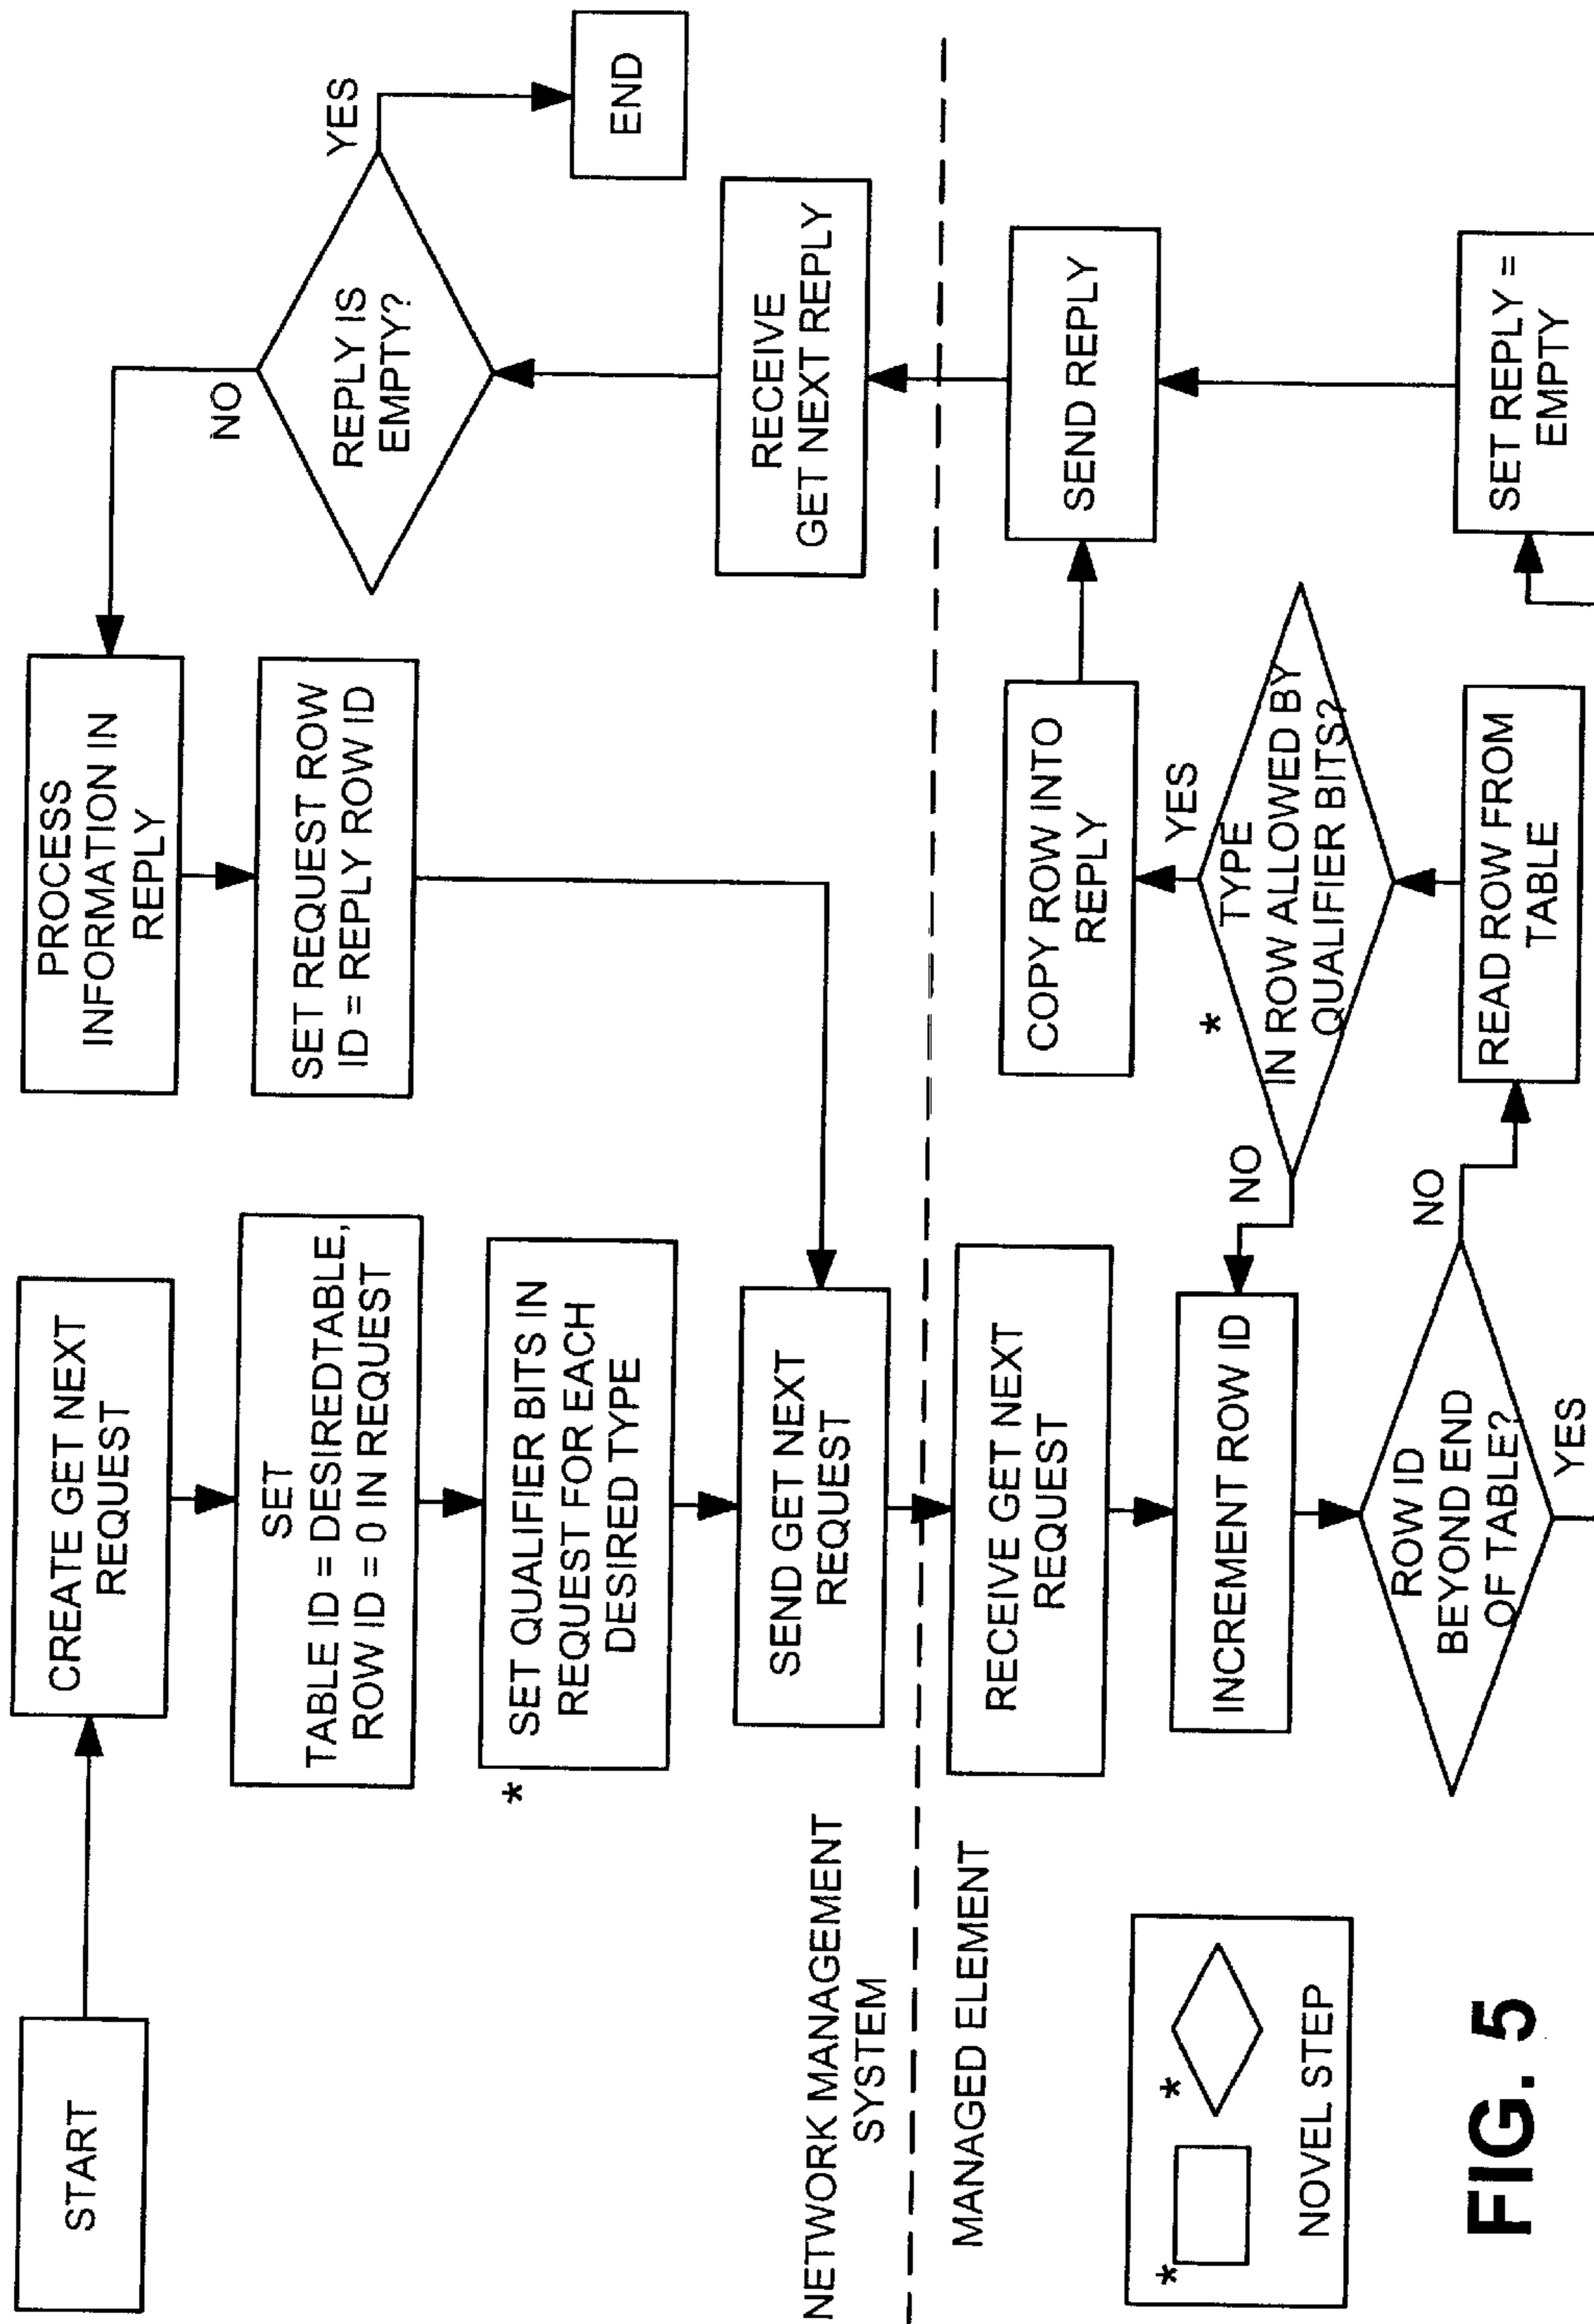 START
CREATE GET NEXT
REQUEST
SET
TABLE ID = DESIREDTABLE,
ROW ID = 0 IN REQUEST
*
SET QUALIFIER BITS IN
REQUEST FOR EACH
DESIRED TYPE
SEND GET NEXT
REQUEST
PROCESS
INFORMATION IN
REPLY
SET REQUEST ROW
ID = REPLY ROW ID
NO
REPLY IS
EMPTY?
YES
END
RECEIVE
GET NEXT REPLY
NETWORK MANAGEMENT
SYSTEM
MANAGED ELEMENT
RECEIVE GET NEXT
REQUEST
INCREMENT ROW ID
ROW ID
BEYOND END
OF TABLE?
NO
YES
COPY ROW INTO
REPLY
YES
*
TYPE
IN ROW ALLOWED BY
QUALIFIER BITS?
NO
READ ROW FROM
TABLE
SEND REPLY
SET REPLY =
EMPTY
* *
NOVEL STEP
FIG. 5